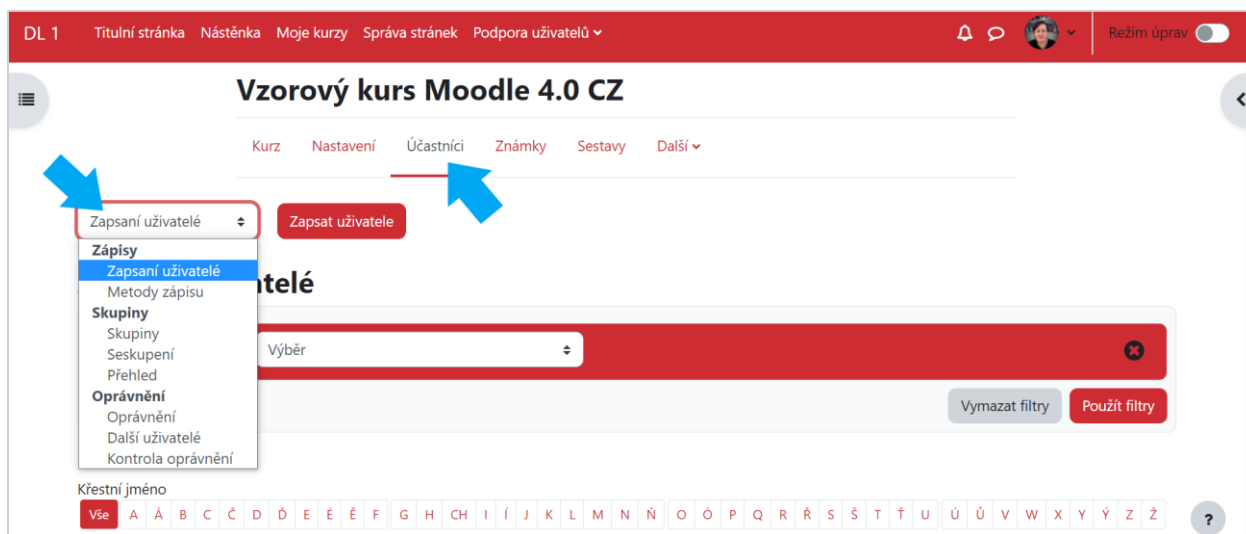 DL 1 Titulní stránka Nástěnka Moje kurzy Správa stránek Podpora uživatelů Režim úprav
Vzorový kurs Moodle 4.0 CZ
Kurz Nastavení Účastníci Známky Sestavy Další
Zapsaní uživatelé Zapsat uživatele
Zápisy
Zapsaní uživatelé
Metody zápisu
Skupiny
Skupiny
Seskupení
Přehled
Oprávnění
Oprávnění
Další uživatelé
Kontrola oprávnění
atelé
Výběr
Vymazat filtry Použít filtry
Křestní jméno
Vše A Á B C Č D Ď E É Ě F G H CH I Í J K L M N Ň O Ó P Q R Ř S Š T Ť U Ú Ů V W X Y Ý Z Ž ?